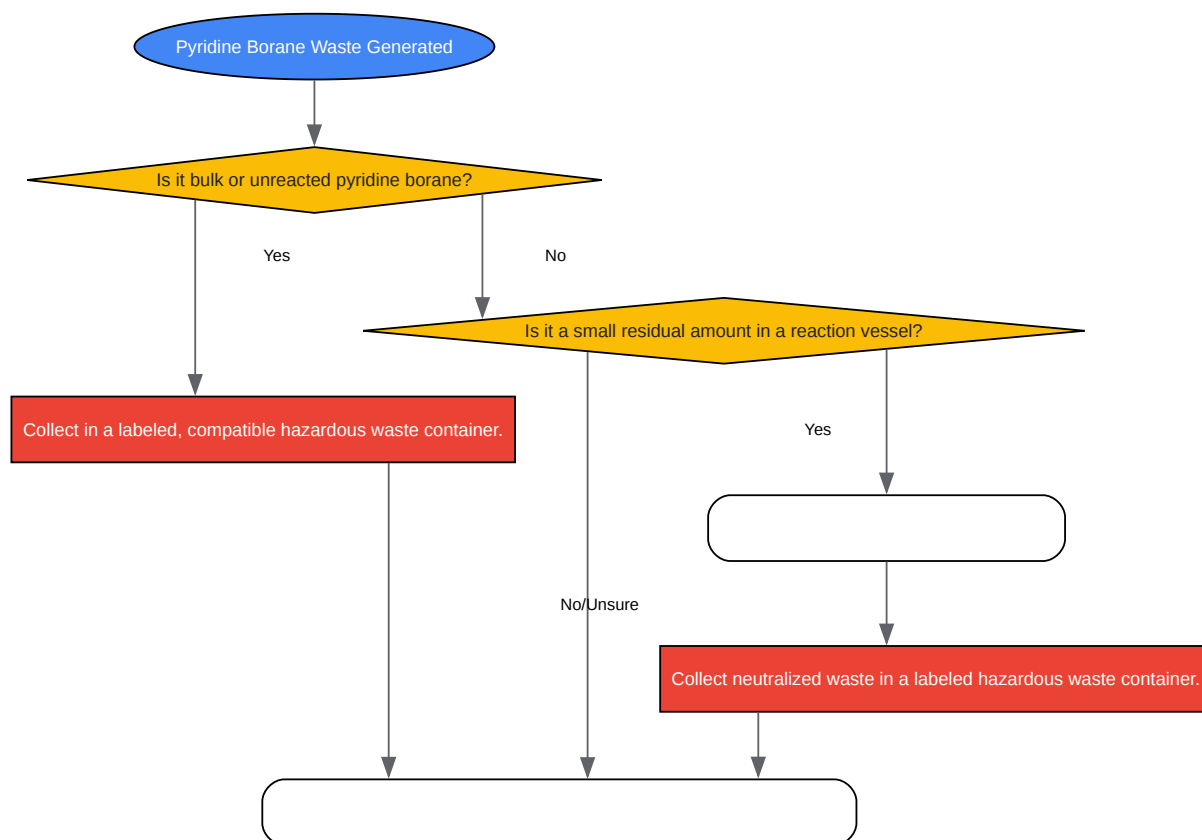 Pyridine Borane Waste Generated
Is it bulk or unreacted pyridine borane?
Yes
No
Is it a small residual amount in a reaction vessel?
Collect in a labeled, compatible hazardous waste container.
Yes
No/Unsure
Collect neutralized waste in a labeled hazardous waste container.